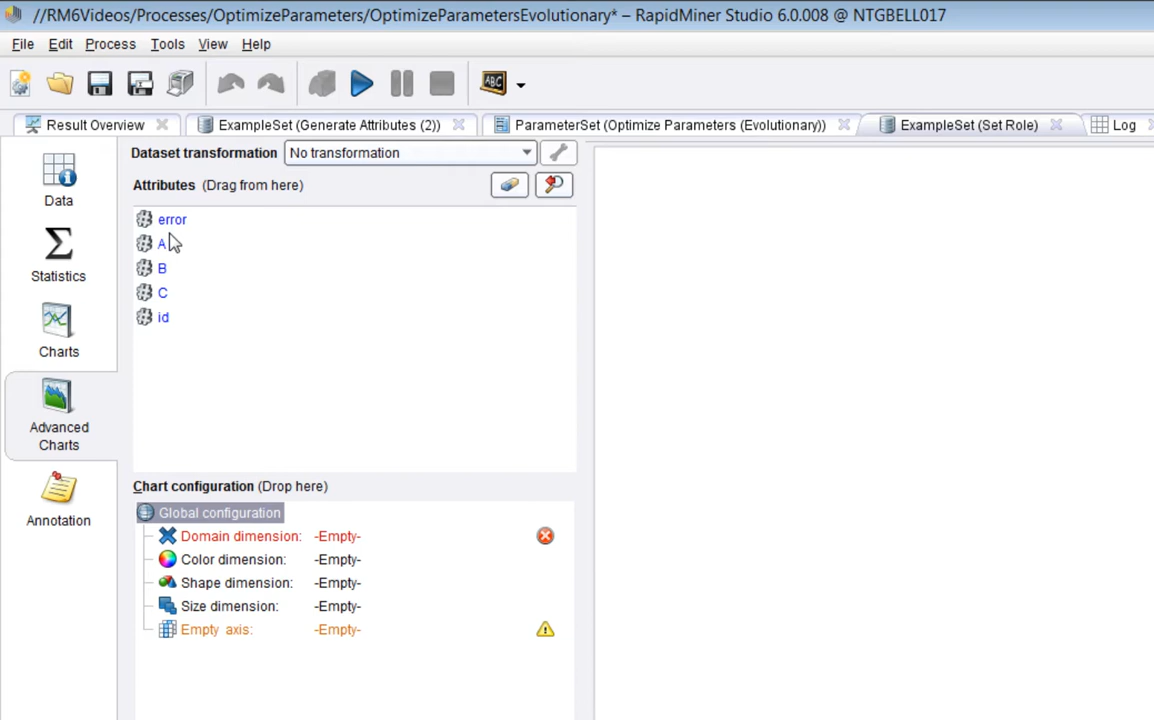 //RM6Videos/Processes/OptimizeParameters/OptimizeParametersEvolutionary* – RapidMiner Studio 6.0.008 @ NTGBELL017
File Edit Process Tools View Help
ABC
Result Overview ExampleSet (Generate Attributes (2)) ParameterSet (Optimize Parameters (Evolutionary)) ExampleSet (Set Role) Log
Dataset transformation No transformation
Attributes (Drag from here)
Data
error
A
B
C
id
Statistics
Charts
Advanced
Charts
Annotation
Chart configuration (Drop here)
Global configuration
Domain dimension: -Empty-
Color dimension: -Empty-
Shape dimension: -Empty-
Size dimension: -Empty-
Empty axis: -Empty-